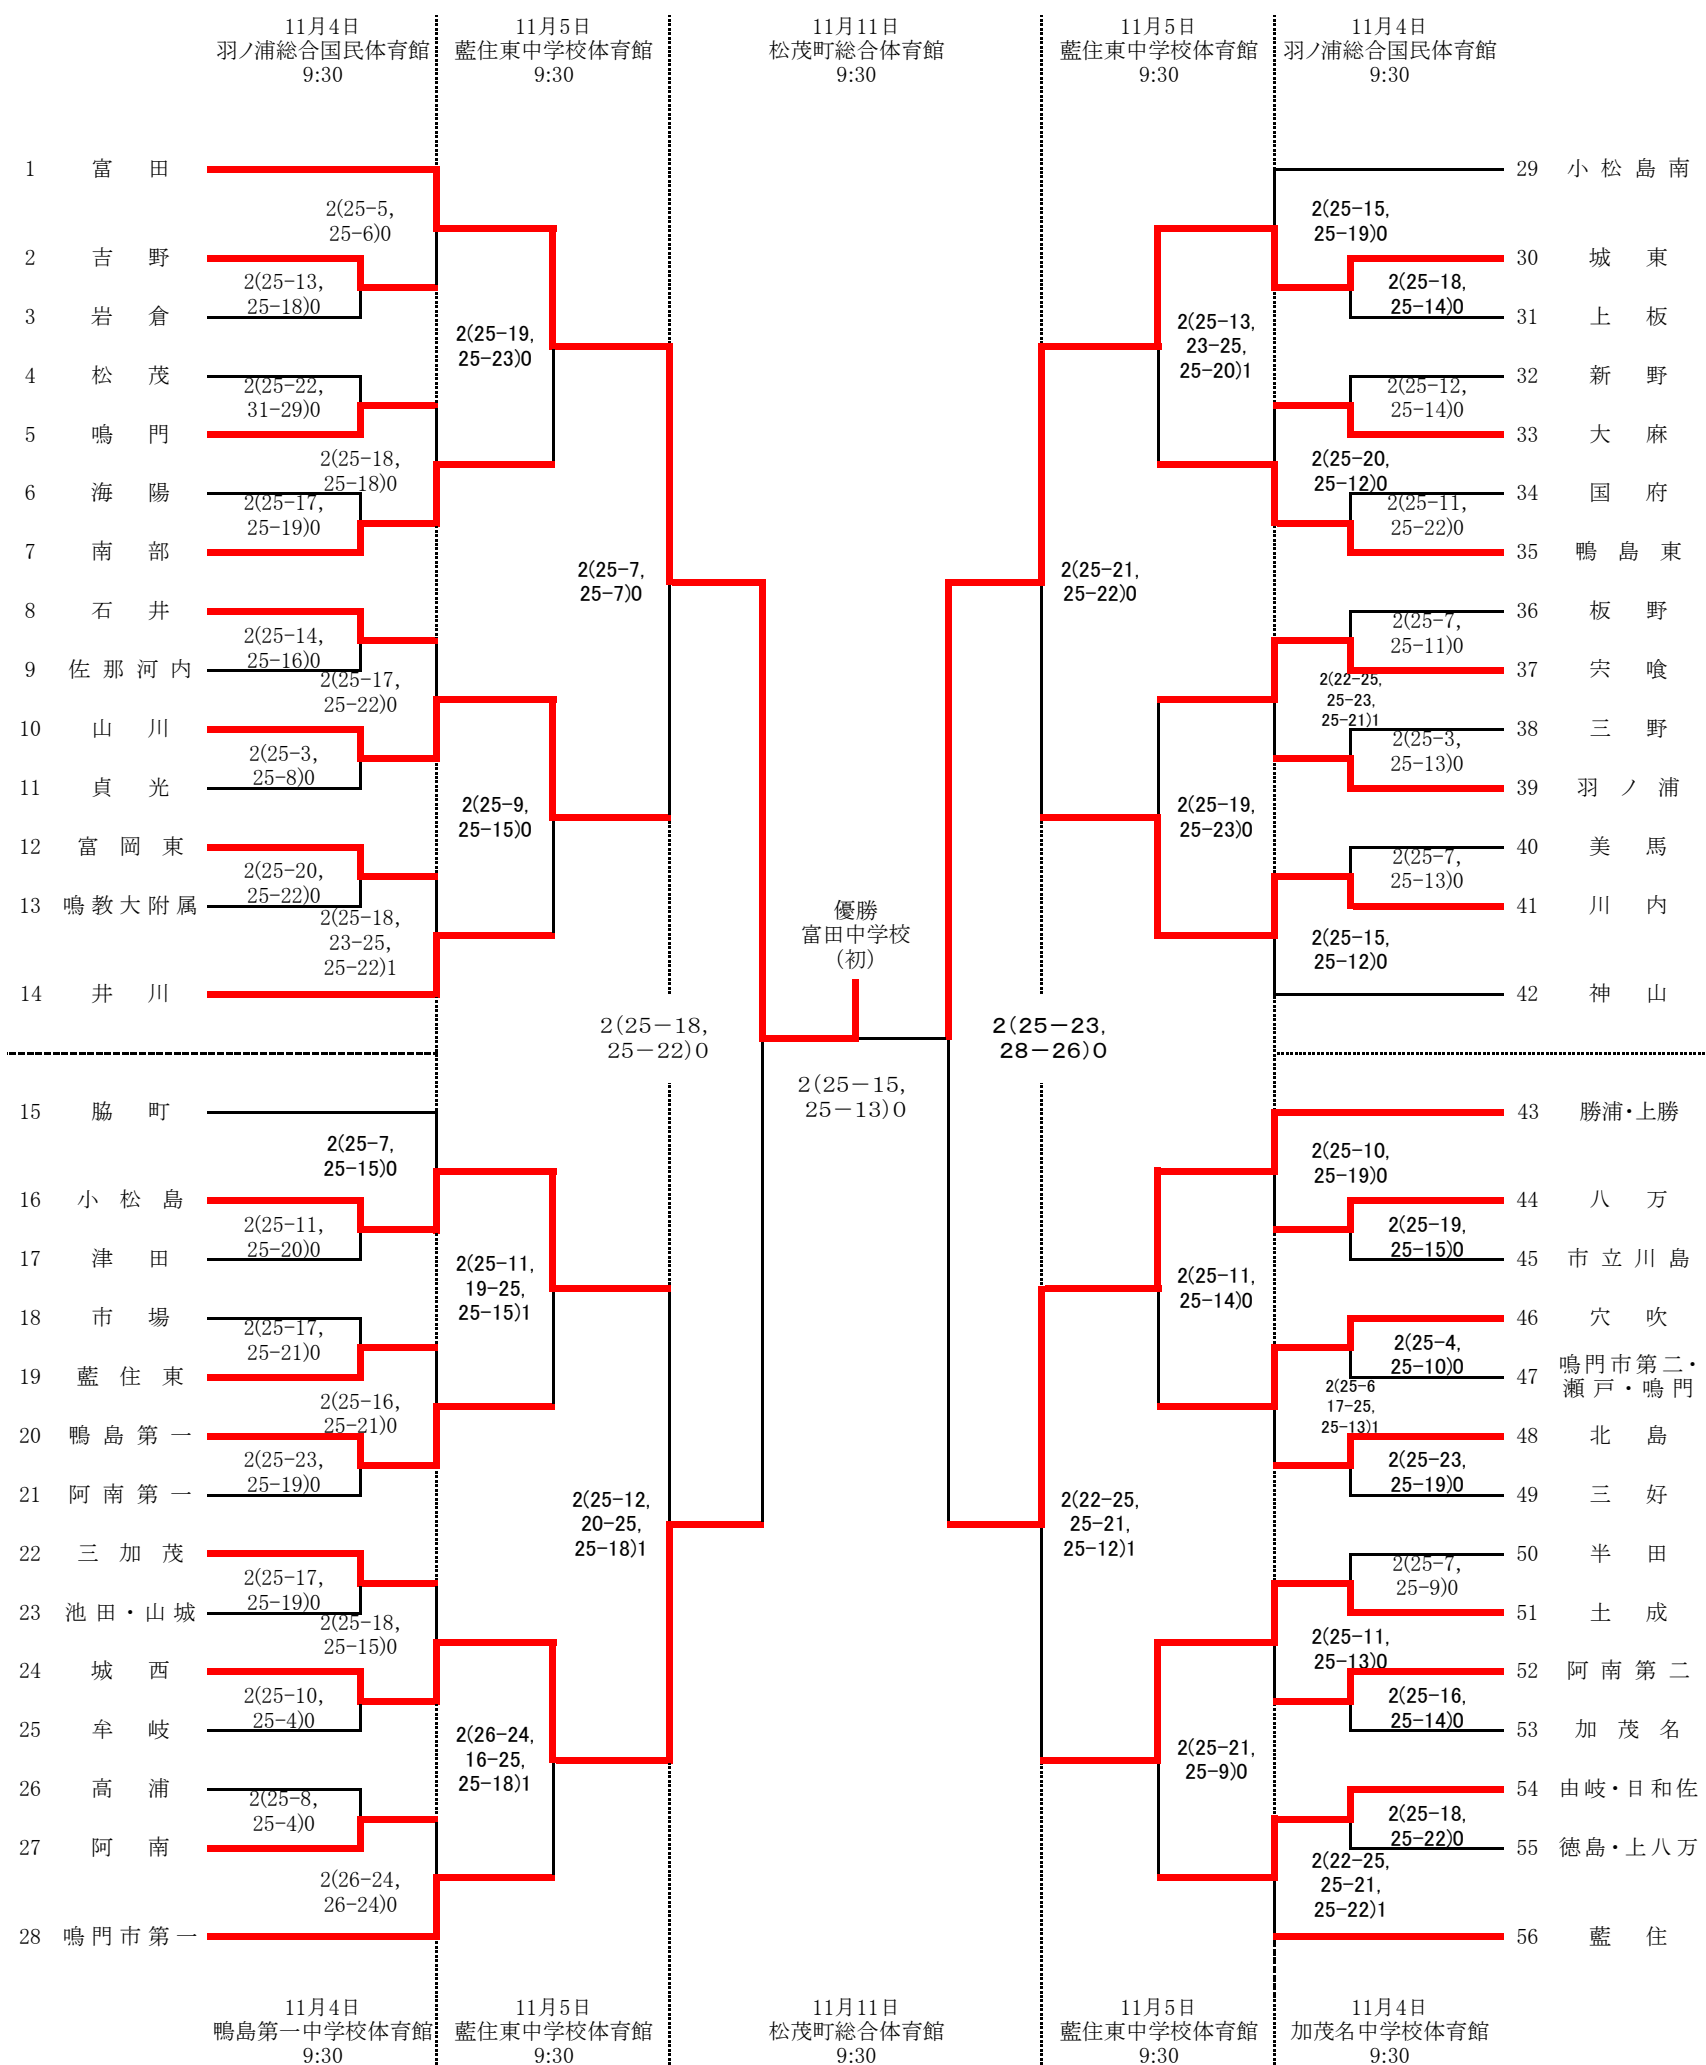 11月4日
羽ノ浦総合国民体育館
9:30
11月5日
藍住東中学校体育館
9:30
11月11日
松茂町総合体育館
9:30
11月5日
藍住東中学校体育館
9:30
11月4日
羽ノ浦総合国民体育館
9:30
1 富田
2(25-5,
25-6)0
2 吉野
2(25-13,
25-18)0
3 岩倉
2(25-19,
25-23)0
4 松茂
2(25-22,
31-29)0
5 鳴門
2(25-18,
25-18)0
6 海陽
2(25-17,
25-19)0
7 南部
2(25-7,
25-7)0
8 石井
2(25-14,
25-16)0
9 佐那河内
2(25-17,
25-22)0
10 山川
2(25-3,
25-8)0
11 貞光
2(25-9,
25-15)0
12 富岡東
2(25-20,
25-22)0
13 鳴教大附属
2(25-18,
23-25,
25-22)1
14 井川
2(25-18,
25-22)0
優勝
富田中学校
(初)
2(25-15,
25-13)0
29 小松島南
2(25-15,
25-19)0
30 城東
2(25-18,
25-14)0
31 上板
2(25-13,
23-25,
25-20)1
32 新野
2(25-12,
25-14)0
33 大麻
2(25-20,
25-12)0
34 国府
2(25-11,
25-22)0
35 鴨島東
2(25-21,
25-22)0
36 板野
2(25-7,
25-11)0
37 宍喰
2(22-25,
25-23,
25-21)1
38 三野
2(25-3,
25-13)0
39 羽ノ浦
2(25-19,
25-23)0
40 美馬
2(25-7,
25-13)0
41 川内
2(25-15,
25-12)0
42 神山
2(25-23,
28-26)0
15 脇町
2(25-7,
25-15)0
16 小松島
2(25-11,
25-20)0
17 津田
2(25-11,
19-25,
25-15)1
18 市場
2(25-17,
25-21)0
19 藍住東
2(25-16,
25-21)0
20 鴨島第一
2(25-23,
25-19)0
21 阿南第一
2(25-12,
20-25,
25-18)1
22 三加茂
2(25-17,
25-19)0
23 池田・山城
2(25-18,
25-15)0
24 城西
2(25-10,
25-4)0
25 牟岐
2(26-24,
16-25,
25-18)1
26 高浦
2(25-8,
25-4)0
27 阿南
2(26-24,
26-24)0
28 鳴門市第一
43 勝浦・上勝
2(25-10,
25-19)0
44 八万
2(25-19,
25-15)0
45 市立川島
2(25-11,
25-14)0
46 穴吹
2(25-4,
25-10)0
47 鳴門市第二・
瀬戸・鳴門
2(25-6
17-25,
25-13)1
48 北島
2(25-23,
25-19)0
49 三好
2(22-25,
25-21,
25-12)1
50 半田
2(25-7,
25-9)0
51 土成
2(25-11,
25-13)0
52 阿南第二
2(25-16,
25-14)0
53 加茂名
2(25-21,
25-9)0
54 由岐・日和佐
2(25-18,
25-22)0
55 徳島・上八万
2(22-25,
25-21,
25-22)1
56 藍住
11月4日
鴨島第一中学校体育館
9:30
11月5日
藍住東中学校体育館
9:30
11月11日
松茂町総合体育館
9:30
11月5日
藍住東中学校体育館
9:30
11月4日
加茂名中学校体育館
9:30